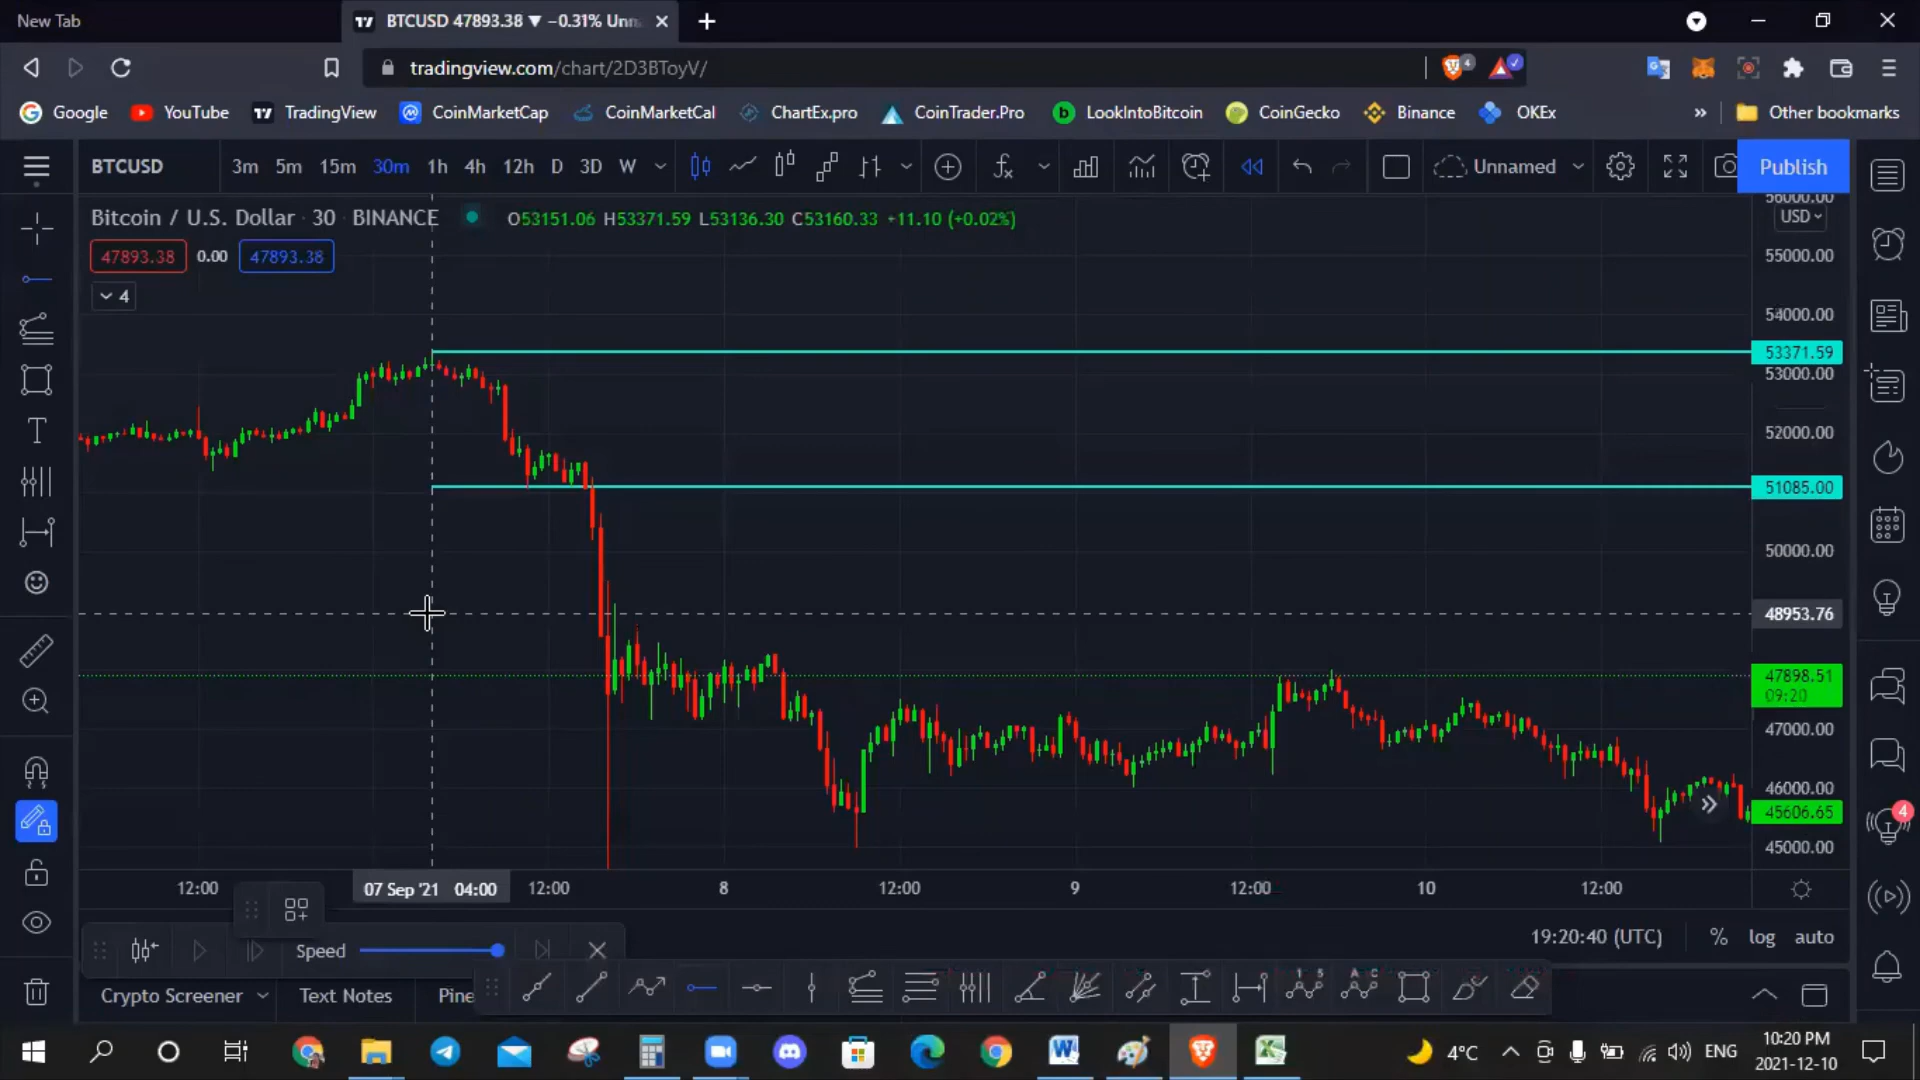 New Tab
BTCUSD 47893.38 ▼ −0.31% Unn
tradingview.com/chart/2D3BToyV/
4
Google
YouTube
TradingView
CoinMarketCap
CoinMarketCal
ChartEx.pro
CoinTrader.Pro
LookIntoBitcoin
CoinGecko
Binance
OKEx
»
Other bookmarks
BTCUSD
3m 5m 15m 30m 1h 4h 12h D 3D W
Unnamed
Publish
Bitcoin / U.S. Dollar · 30 · BINANCE
O53151.06 H53371.59 L53136.30 C53160.33 +11.10 (+0.02%)
47893.38 0.00 47893.38
4
56000.00
USD
55000.00
54000.00
53371.59
53000.00
52000.00
51085.00
50000.00
48953.76
47898.51
09:20
47000.00
46000.00
45606.65
45000.00
4
12:00
07 Sep '21 04:00
12:00
8
12:00
9
12:00
10
12:00
Speed
19:20:40 (UTC)
%
log
auto
Crypto Screener
Text Notes
Pine
4°C
ENG
10:20 PM
2021-12-10